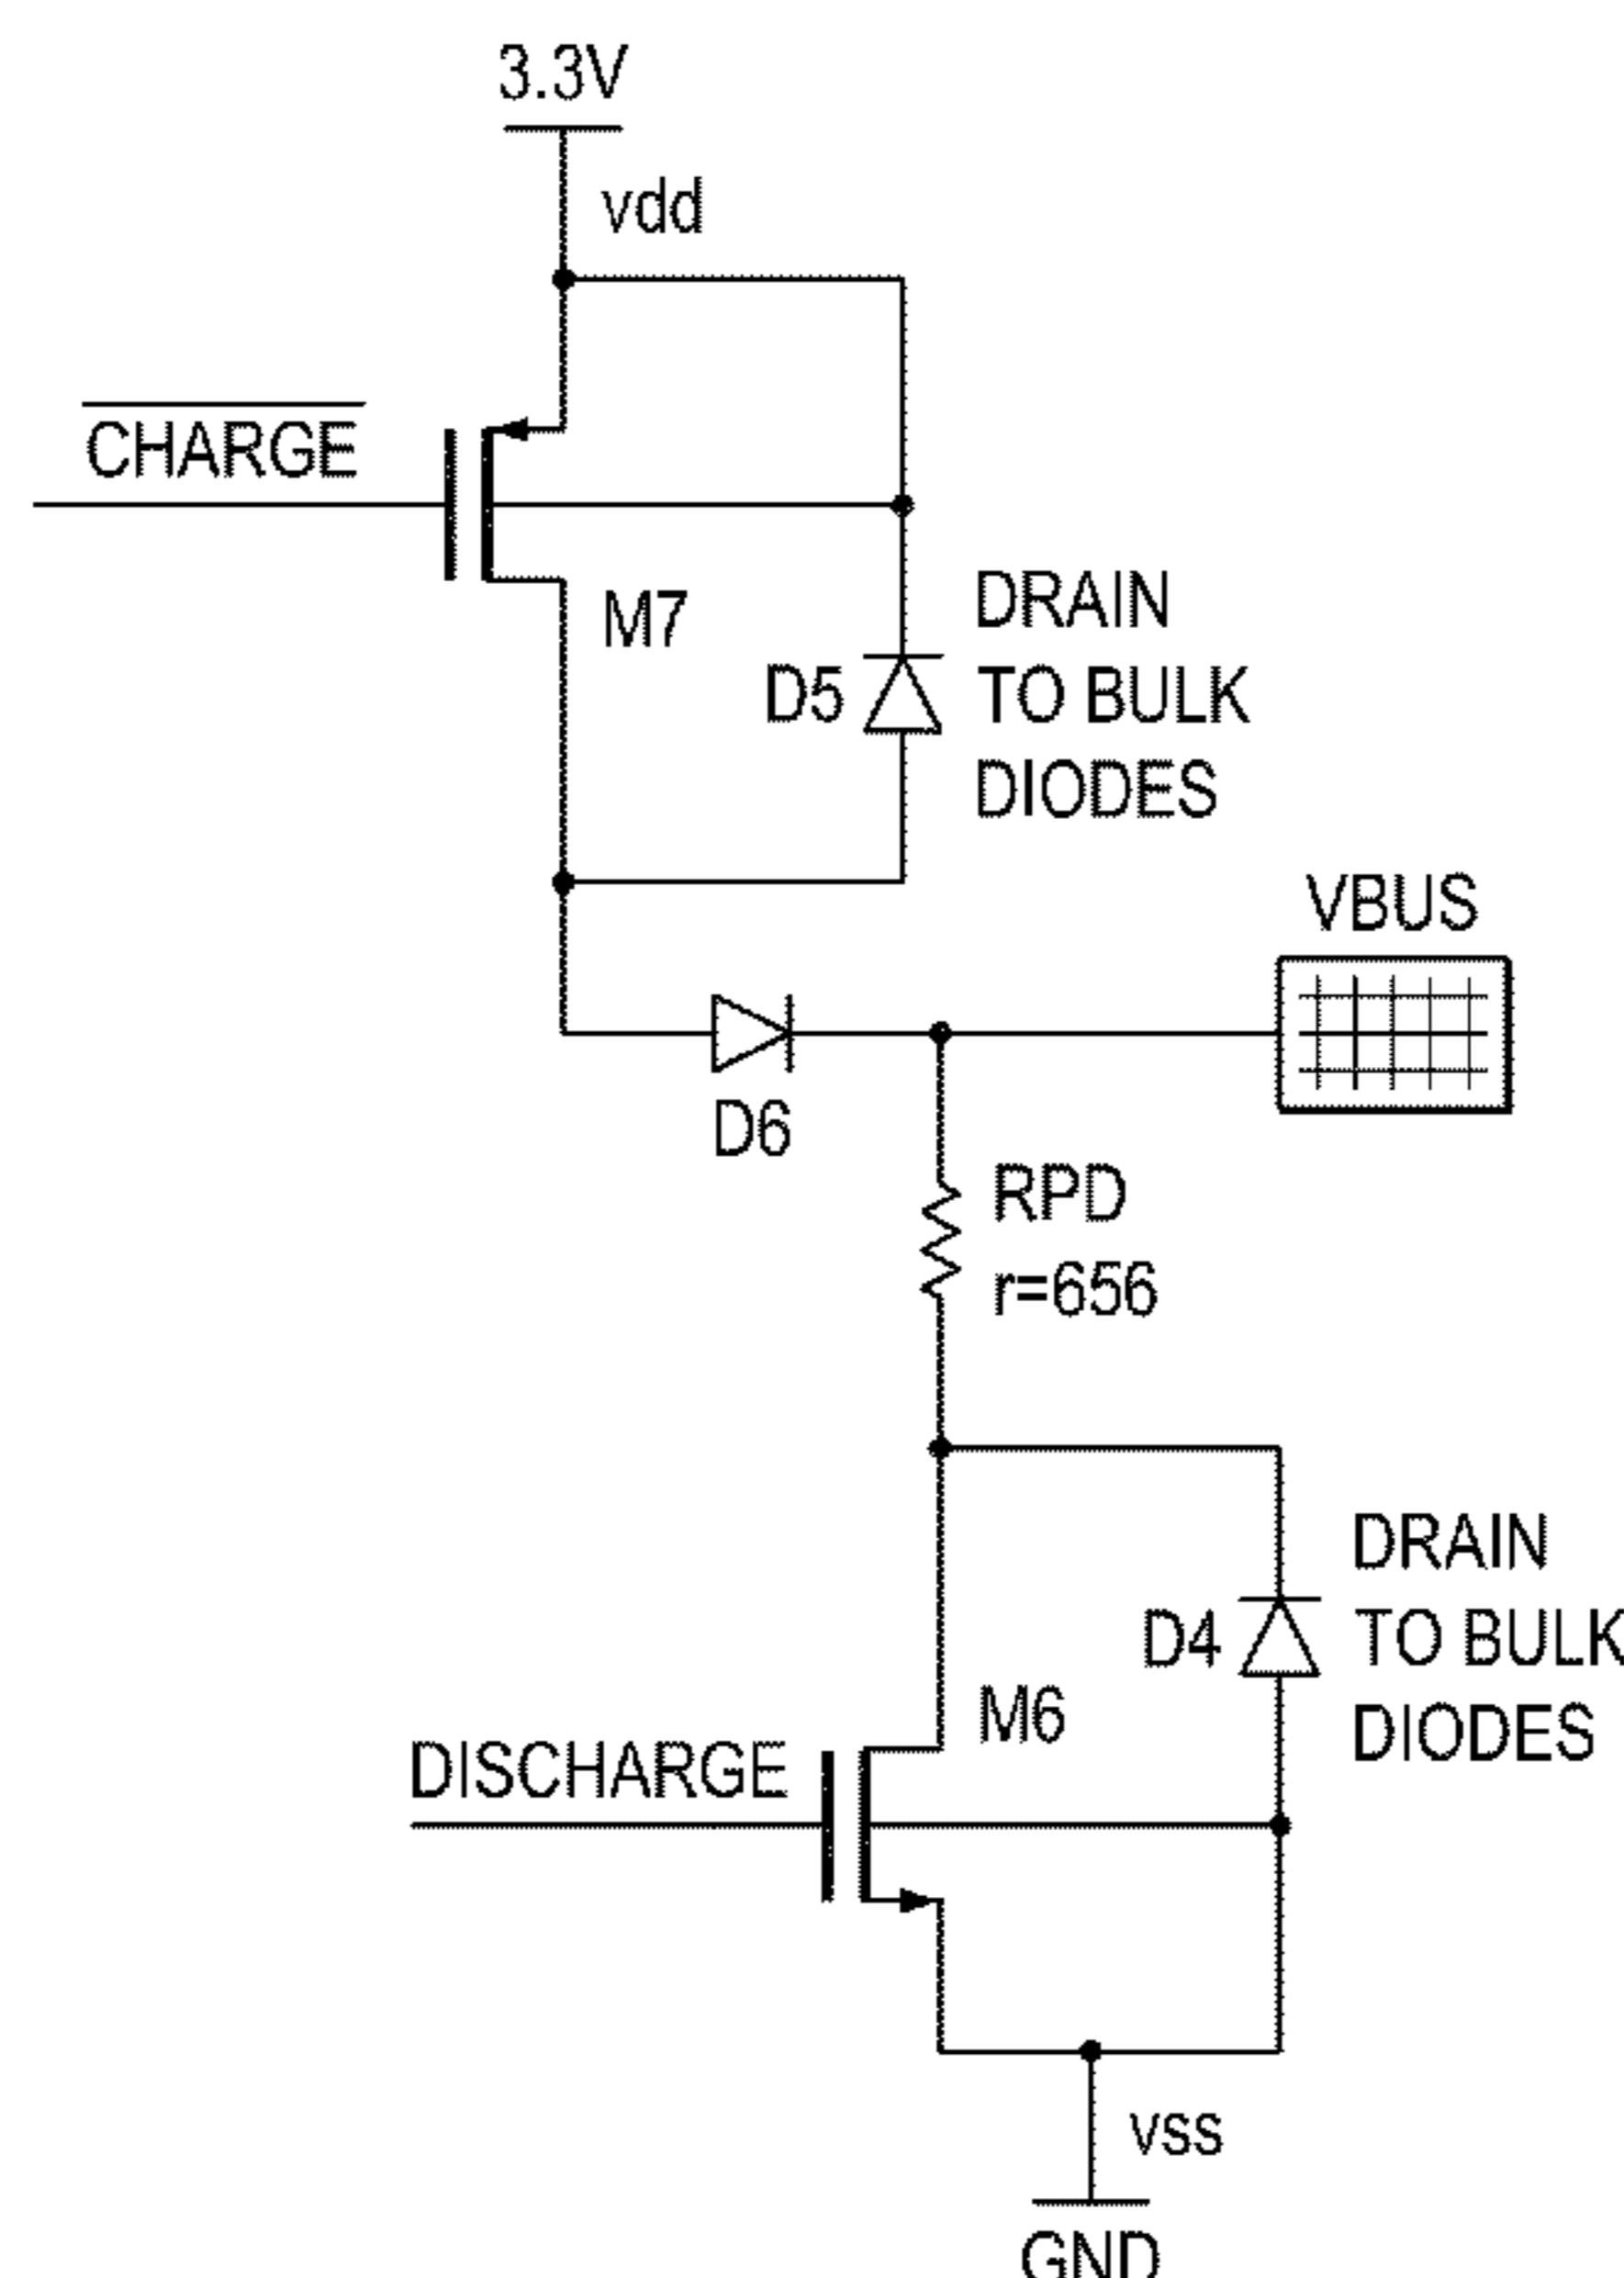 3.3V
vdd
CHARGE
M7
D5
DRAIN
TO BULK
DIODES
VBUS
D6
RPD
r=656
DRAIN
TO BULK
DIODES
D4
M6
DISCHARGE
vss
GND